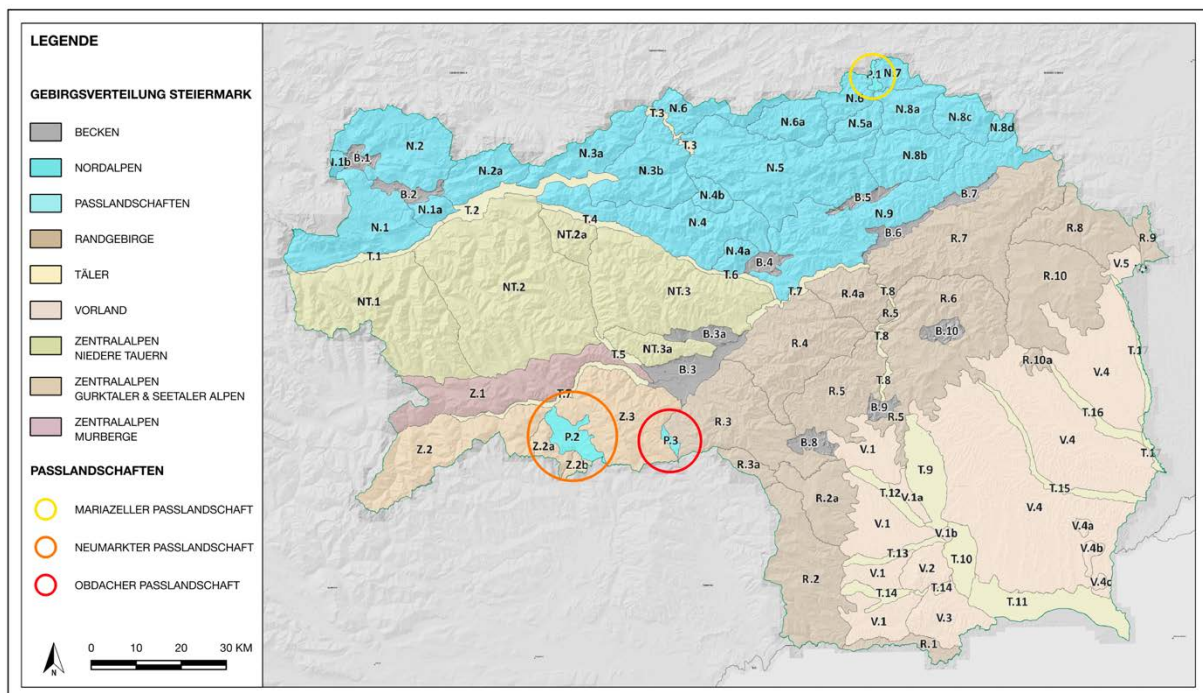 LEGENDE
GEBIRGSVERTEILUNG STEIERMARK
BECKEN
NORDALPEN
PASSLANDSCHAFTEN
RANDGEBIRGE
TÄLER
VORLAND
ZENTRALALPEN
NIEDERE TAUERN
ZENTRALALPEN
GURKTALER & SEETALER ALPEN
ZENTRALALPEN
MURBERGE
PASSLANDSCHAFTEN
MARIAZELLER PASSLANDSCHAFT
NEUMARKTER PASSLANDSCHAFT
OBDACHER PASSLANDSCHAFT
N
0 10 20 30 KM
P.1 N.7
T.3 N.6 N.6 N.8a
N.6a N.5a N.8c N.8d
N.2 N.3a T.3
N.1b B.1 N.2a N.3b N.5 N.8b
B.2 N.4b B.5 B.7
N.1a T.2
N.1 T.4 N.4 N.9 R.8 R.9
NT.2a B.6 R.7
T.1 N.4a B.4 V.5
T.6 R.10
NT.1 NT.2 NT.3 T.7 R.4a T.8 R.6
R.5
B.3a T.8 B.10
NT.3a R.4
T.5 B.3 R.10a
Z.1 T.7 R.5 T.8 V.4
B.9 T.16
Z.3 R.3 R.5
P.2 P.3 B.8 V.1 V.4
Z.2 Z.2a
Z.2b R.3a T.9
R.2a T.12 V.1a T.15
V.1 V.1b V.4 V.4a
T.13 V.4b
R.2 V.1 V.2 T.10
T.14 T.14 V.4c
T.11
V.1 V.3
R.1